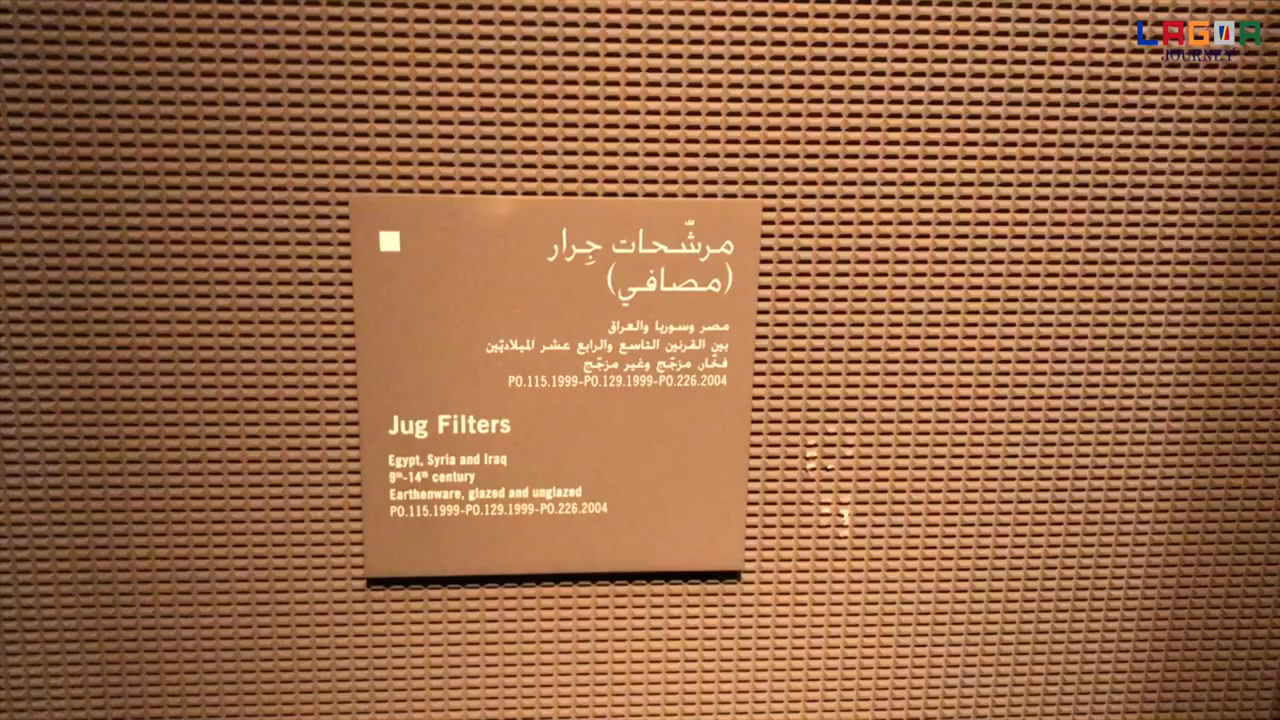 LAGOA
JOURNEY
مرشّحات جِرار
(مصافي)
مصر وسوريا والعراق
بين القرنين التاسع والرابع عشر الميلاديّين
فخّار، مزجّج وغير مزجّج
PO.115.1999-PO.129.1999-PO.226.2004
Jug Filters
Egypt, Syria and Iraq
9th-14th century
Earthenware, glazed and unglazed
PO.115.1999-PO.129.1999-PO.226.2004